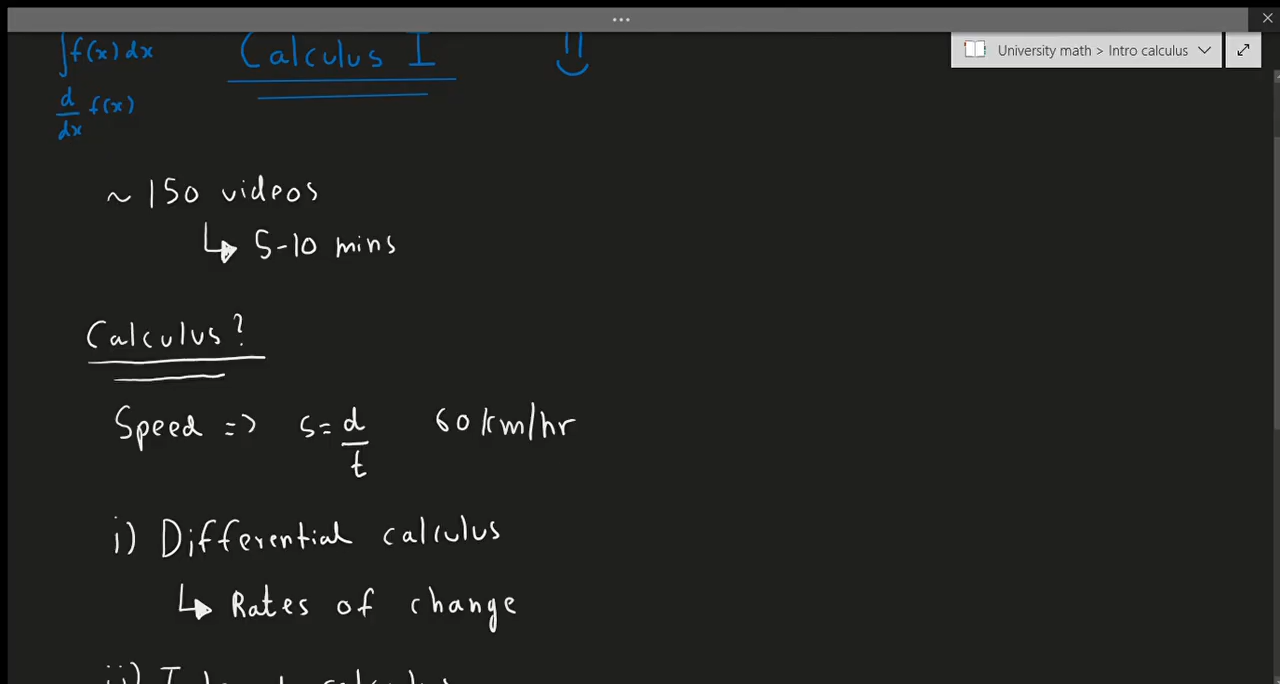 University math > Intro calculus
∫f(x)dx Calculus I
d/dx f(x)
~ 150 videos
↳ 5-10 mins
Calculus?
Speed => s = d/t 60 km/hr
i) Differential calculus
↳ Rates of change
calculus